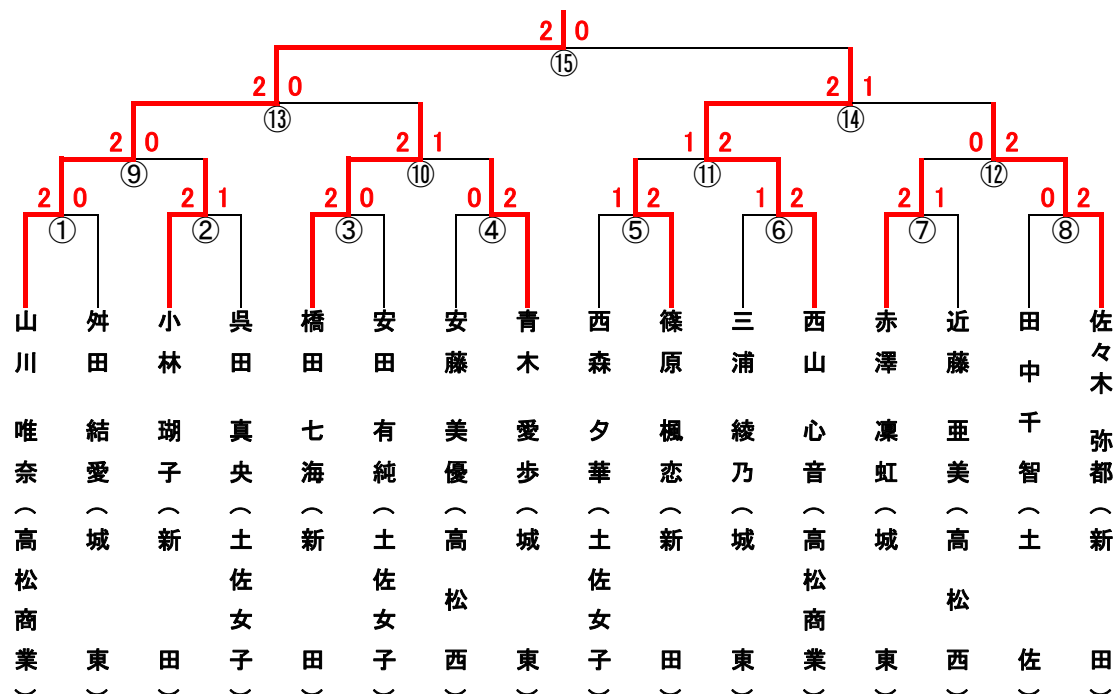 2 0
⑮
2 0
⑬
2 1
⑭
2 0
⑨
2 1
⑩
1 2
⑪
0 2
⑫
2 0
①
2 1
②
2 0
③
0 2
④
1 2
⑤
1 2
⑥
2 1
⑦
0 2
⑧
山川 唯奈(高松商業)
舛田 結愛(城東)
小林 瑚子(新田)
呉田 真央(土佐女子)
橋田 七海(新田)
安田 有純(土佐女子)
安藤 美優(高松西)
青木 愛歩(城東)
西森 夕華(土佐女子)
篠原 楓恋(新田)
三浦 綾乃(城東)
西山 心音(高松商業)
赤澤 凜虹(城東)
近藤 亜美(高松西)
田中 千智(土佐)
佐々木 弥都(新田)